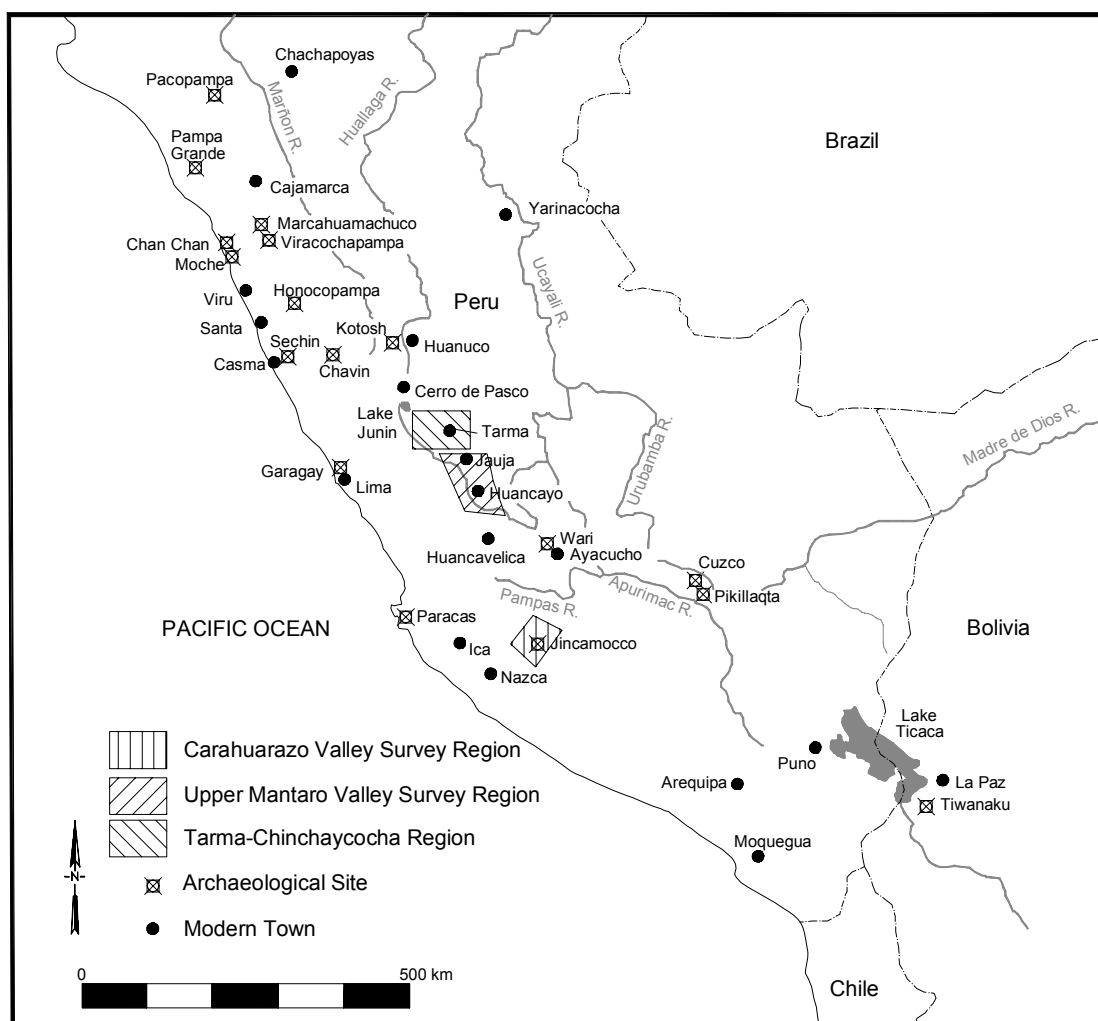 Chachapoyas
Pacopampa
Marñon R.
Huallaga R.
Brazil
Pampa
Grande
Cajamarca
Yarinacocha
Marcahuamachuco
Chan Chan
Viracochapampa
Moche
Ucayali R.
Viru
Honocopampa
Peru
Santa
Sechin
Kotosh
Huanuco
Casma
Chavin
Cerro de Pasco
Lake
Junin
Tarma
Urubamba R.
Madre de Dios R.
Jauja
Garagay
Lima
Huancayo
Wari
Huancavelica
Ayacucho
Cuzco
Pampas R.
Apurimac R.
Pikillaqta
Paracas
PACIFIC OCEAN
Ica
Jincamocco
Bolivia
Nazca
Lake
Ticaca
Carahuarazo Valley Survey Region
Puno
La Paz
Arequipa
Upper Mantaro Valley Survey Region
Tiwanaku
Tarma-Chinchaycocha Region
Moquegua
N
Archaeological Site
Modern Town
0 500 km
Chile